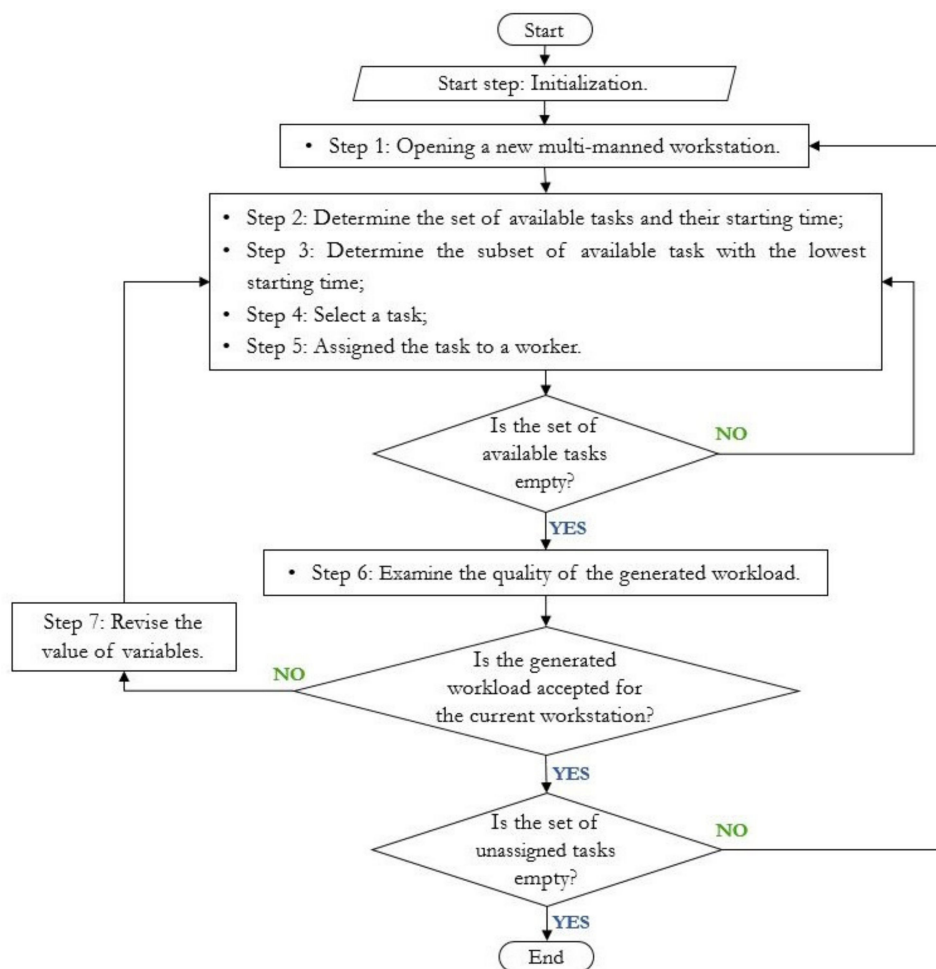 Start
Start step: Initialization.
• Step 1: Opening a new multi-manned workstation.
• Step 2: Determine the set of available tasks and their starting time;
• Step 3: Determine the subset of available task with the lowest
starting time;
• Step 4: Select a task;
• Step 5: Assigned the task to a worker.
Is the set of
available tasks
empty?
NO
YES
• Step 6: Examine the quality of the generated workload.
Step 7: Revise the
value of variables.
Is the generated
workload accepted for
the current workstation?
NO
YES
Is the set of
unassigned tasks
empty?
NO
YES
End